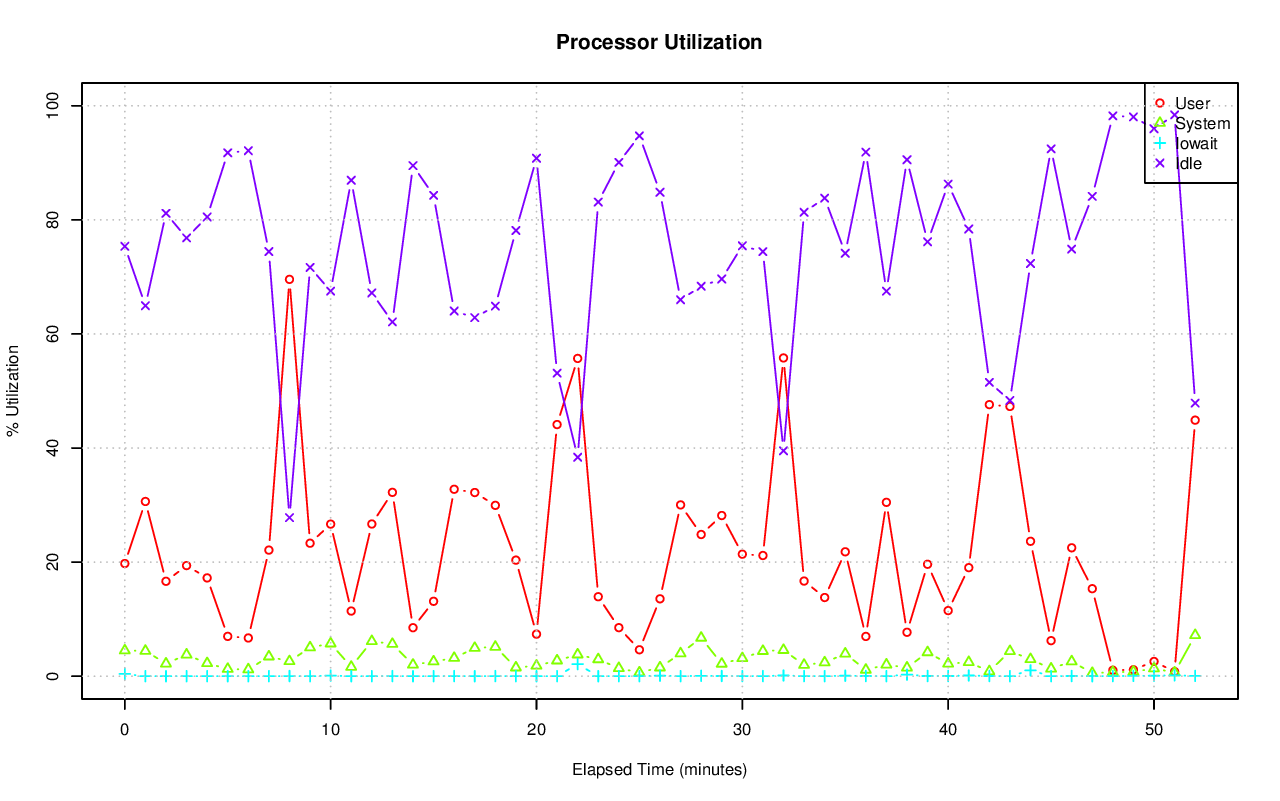 Processor Utilization
% Utilization
100
80
60
40
20
0
User
System
Iowait
Idle
0 10 20 30 40 50
Elapsed Time (minutes)